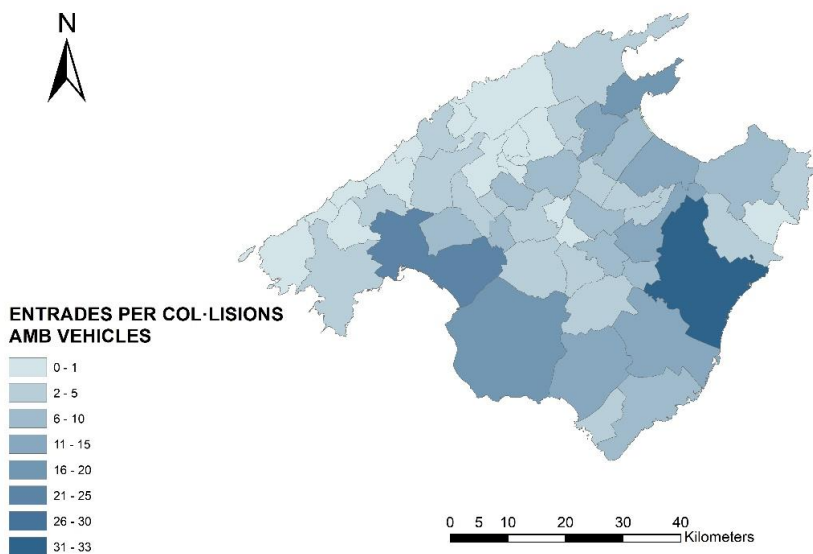 N
ENTRADES PER COL·LISIONS
AMB VEHICLES
0 - 1
2 - 5
6 - 10
11 - 15
16 - 20
21 - 25
26 - 30
31 - 33
0 5 10 20 30 40
Kilometers